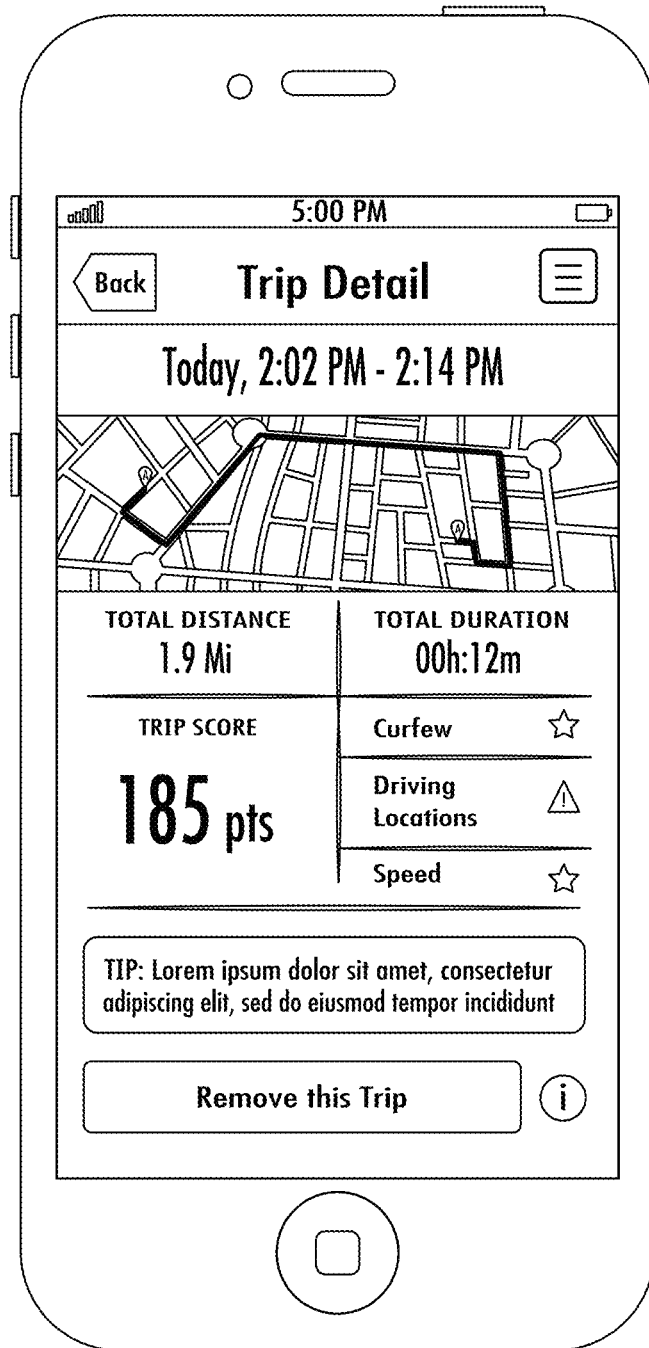 5:00 PM
Back
Trip Detail
Today, 2:02 PM - 2:14 PM
A
A
TOTAL DISTANCE
1.9 Mi
TOTAL DURATION
00h:12m
TRIP SCORE
185 pts
Curfew
Driving
Locations
Speed
TIP: Lorem ipsum dolor sit amet, consectetur
adipiscing elit, sed do eiusmod tempor incididunt
Remove this Trip
i